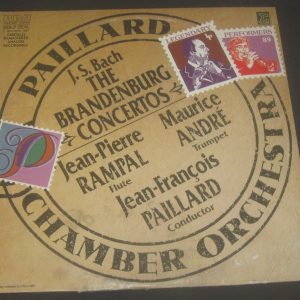 PAILLARD
CHAMBER ORCHESTRA
J. S. Bach
THE
BRANDENBURG
CONCERTOS
Jean-Pierre
RAMPAL
Flute
Maurice
ANDRÉ
Trumpet
Jean-François
PAILLARD
Conductor
LEGENDARY
PERFORMERS
89